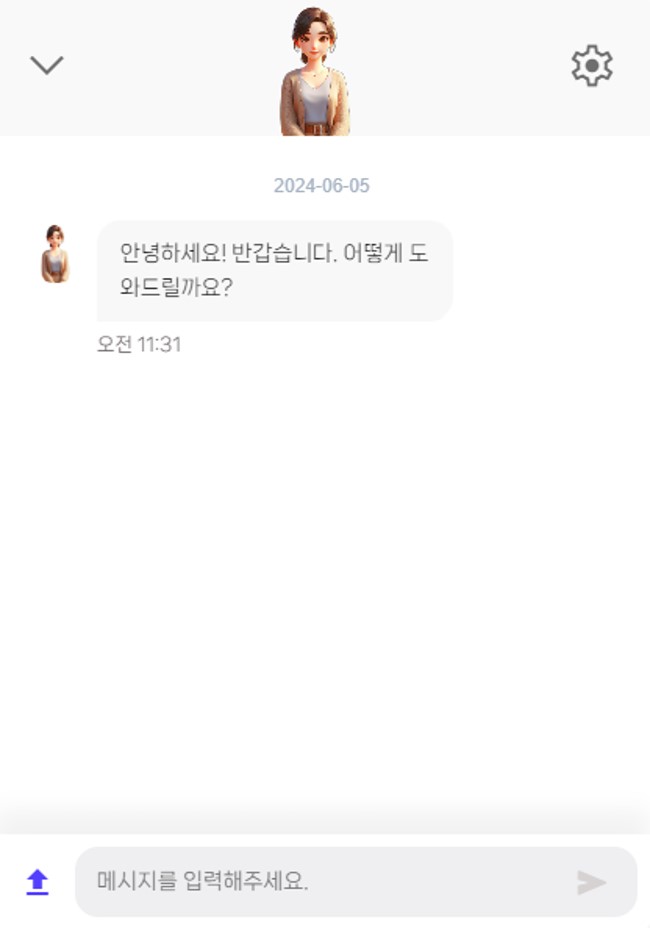 2024-06-05
안녕하세요! 반갑습니다. 어떻게 도
와드릴까요?
오전 11:31
메시지를 입력해주세요.